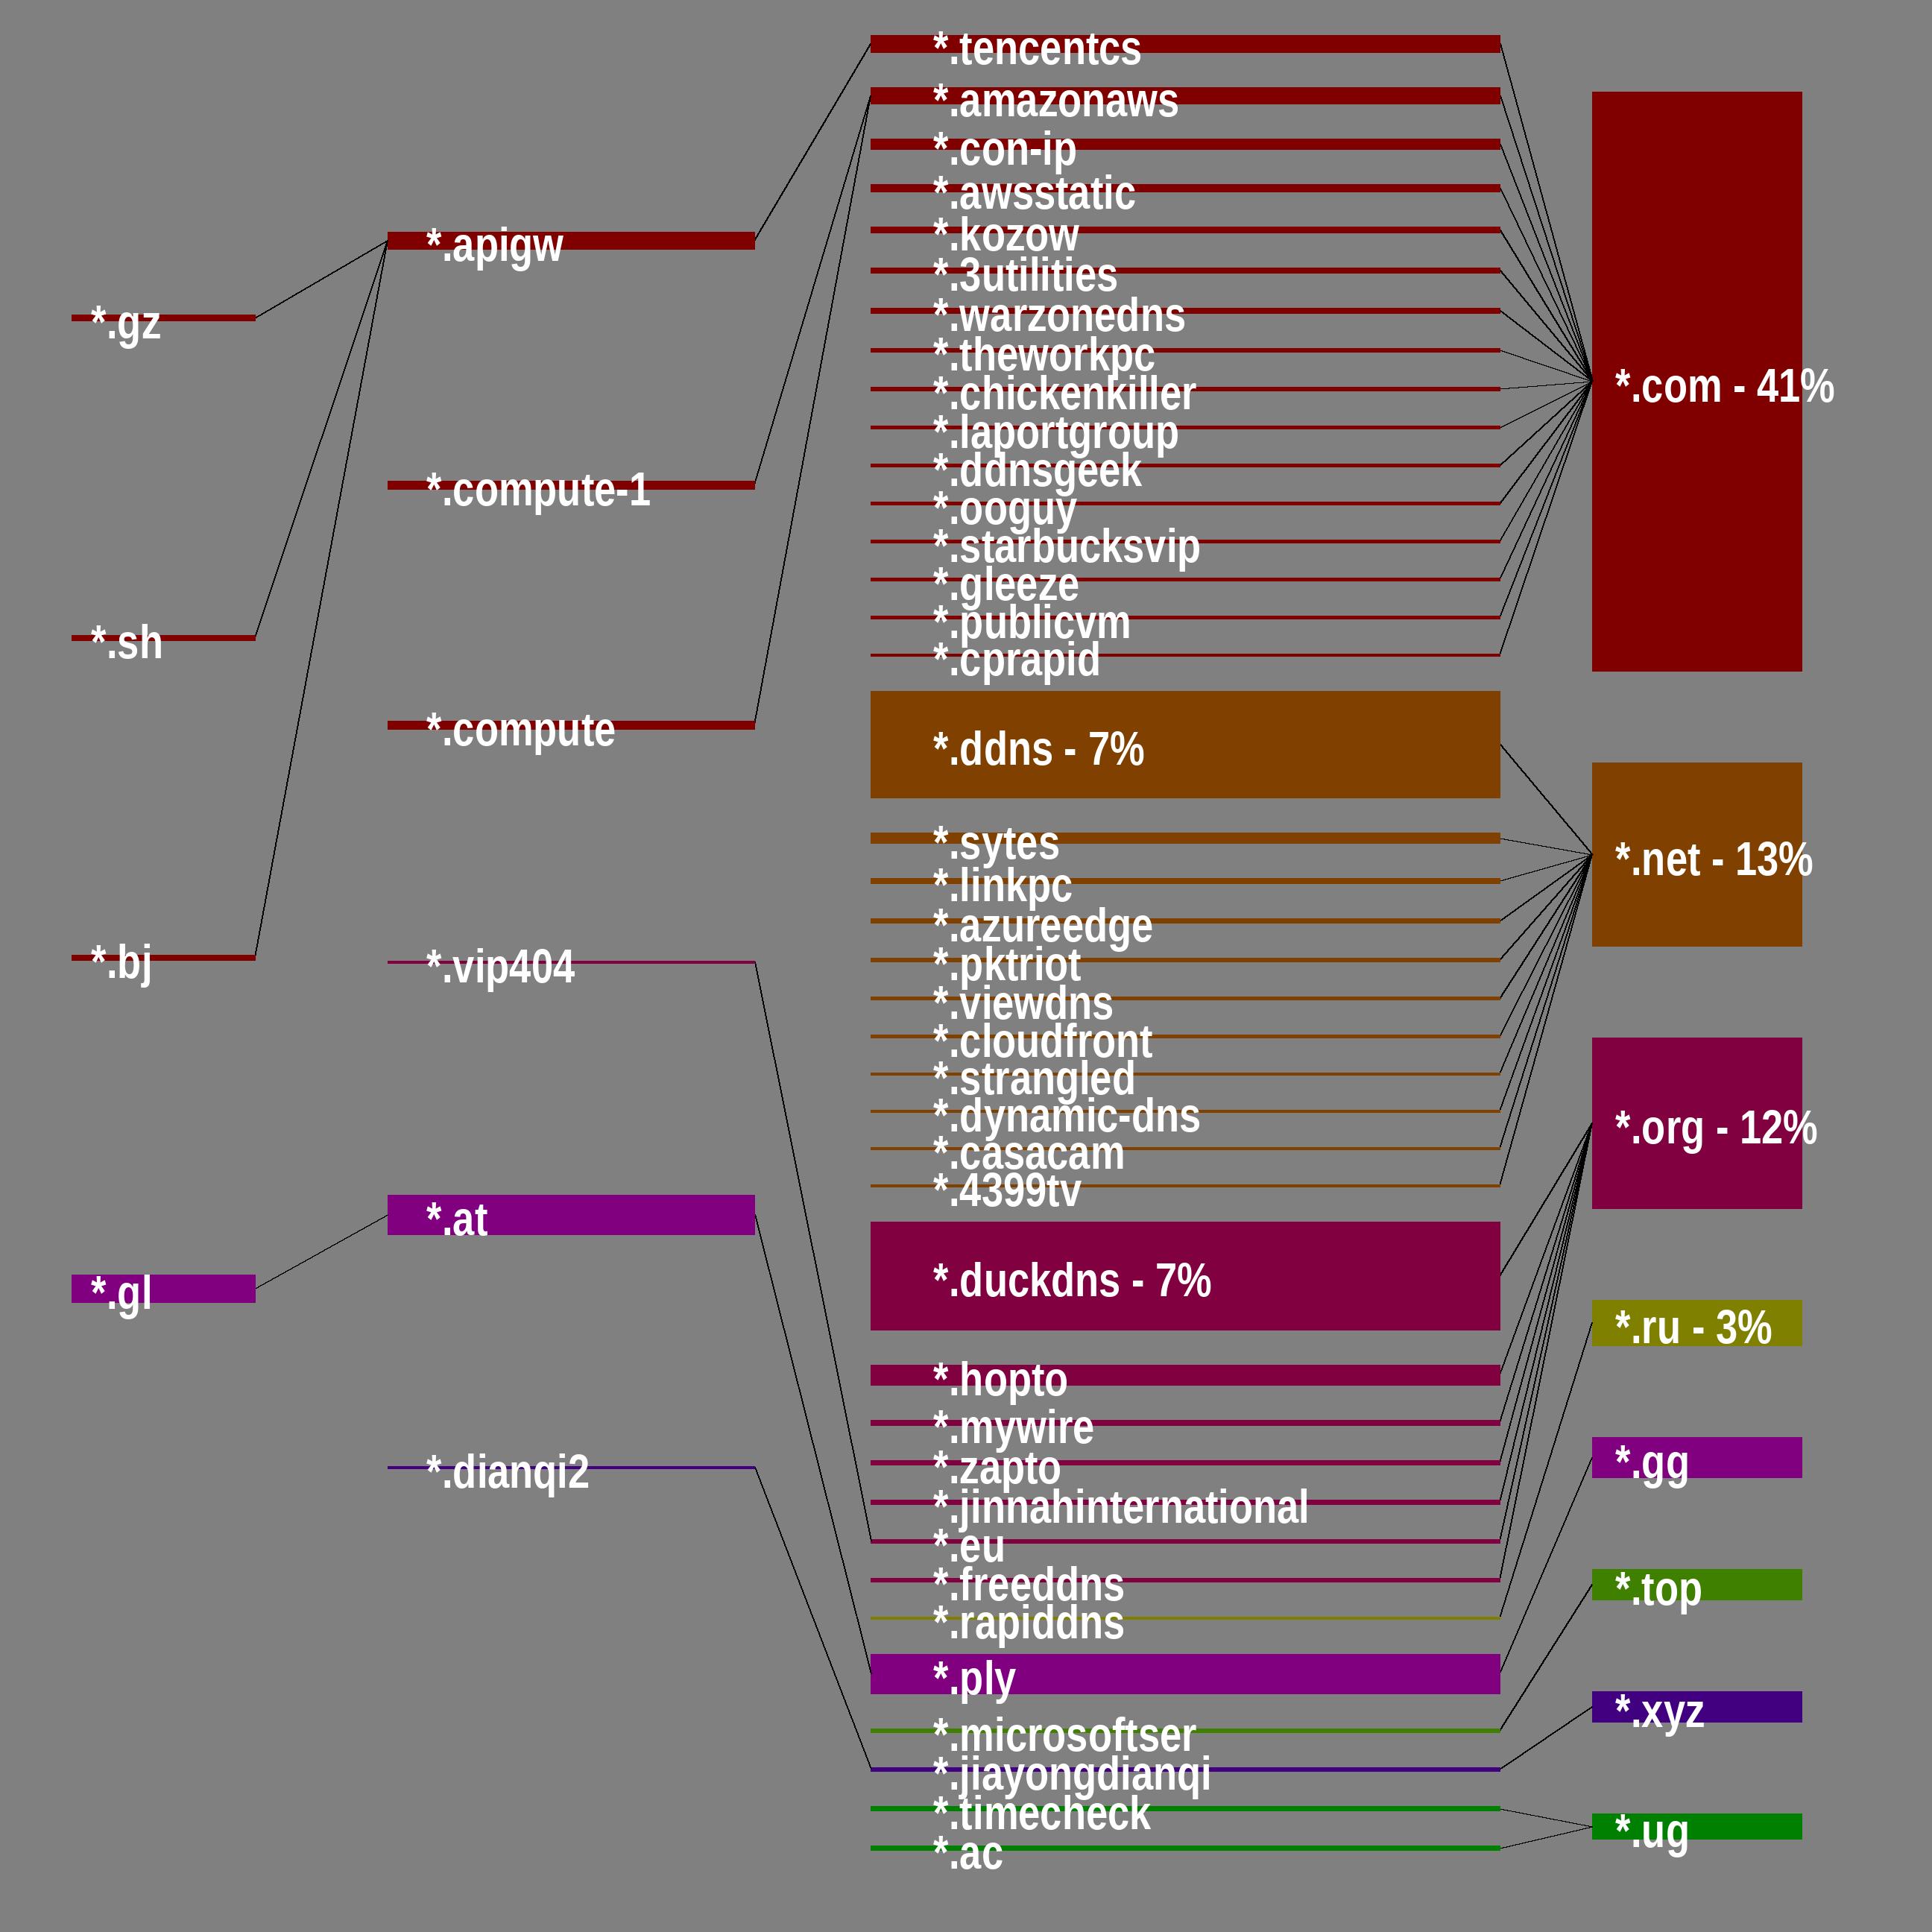 *.gz
*.sh
*.bj
*.gl
*.apigw
*.compute-1
*.compute
*.vip404
*.at
*.dianqi2
*.tencentcs
*.amazonaws
*.con-ip
*.awsstatic
*.kozow
*.3utilities
*.warzonedns
*.theworkpc
*.chickenkiller
*.laportgroup
*.ddnsgeek
*.ooguy
*.starbucksvip
*.gleeze
*.publicvm
*.cprapid
*.ddns - 7%
*.sytes
*.linkpc
*.azureedge
*.pktriot
*.viewdns
*.cloudfront
*.strangled
*.dynamic-dns
*.casacam
*.4399tv
*.duckdns - 7%
*.hopto
*.mywire
*.zapto
*.jinnahinternational
*.eu
*.freeddns
*.rapiddns
*.ply
*.microsoftser
*.jiayongdianqi
*.timecheck
*.ac
*.com - 41%
*.net - 13%
*.org - 12%
*.ru - 3%
*.gg
*.top
*.xyz
*.ug